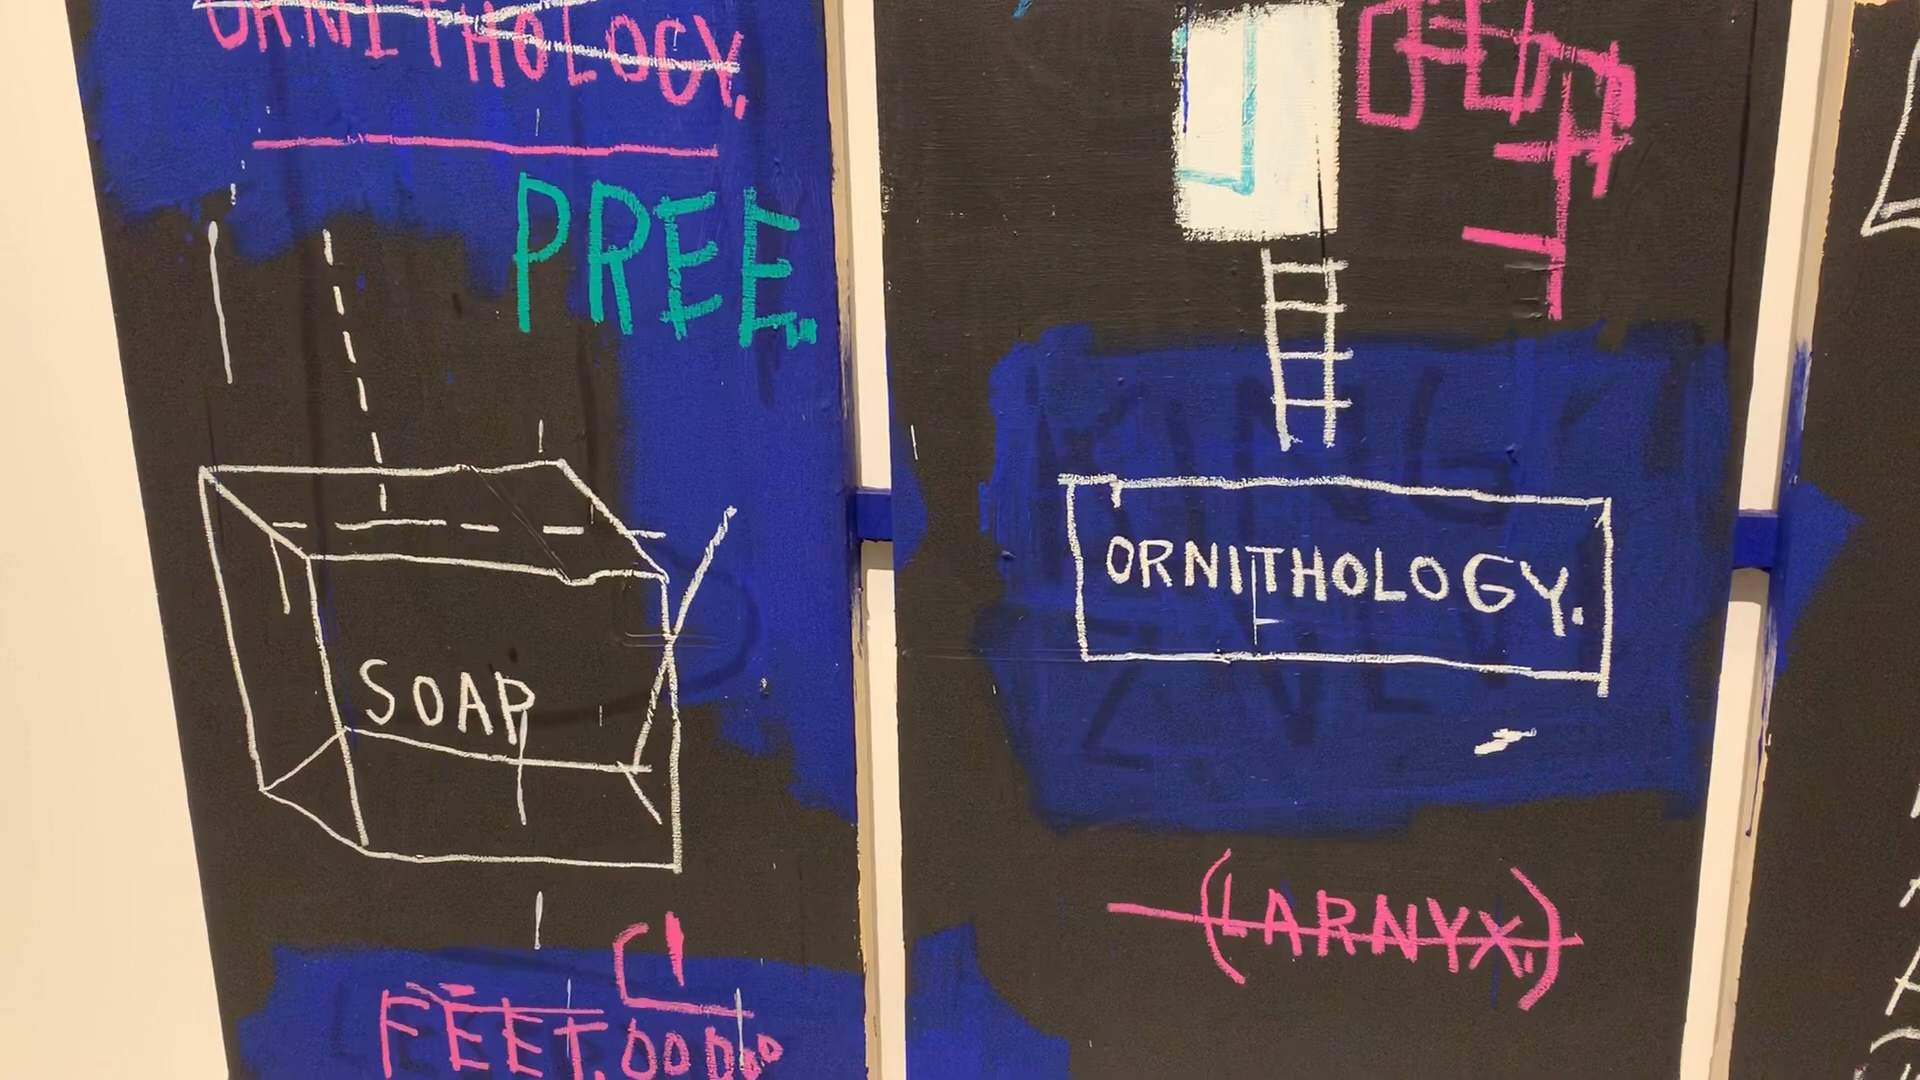 ORNITHOLOGY.
PREE.
SOAP
FEET.
ORNITHOLOGY.
(LARNYX.)